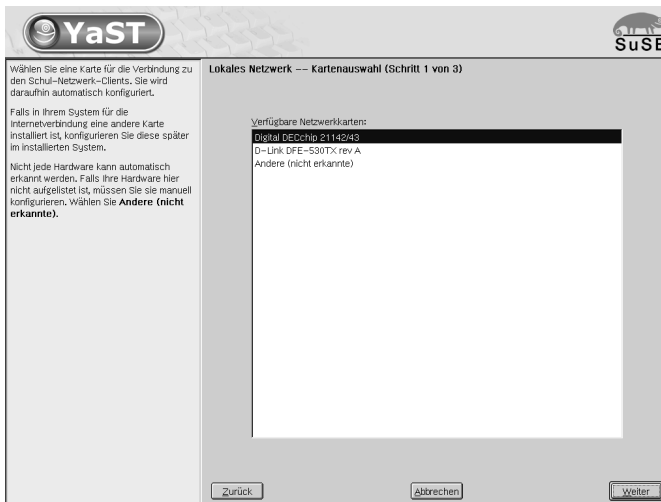 YaST
SuSE
Wählen Sie eine Karte für die Verbindung zu
den Schul-Netzwerk-Clients. Sie wird
daraufhin automatisch konfiguriert.
Falls in Ihrem System für die
Internetverbindung eine andere Karte
installiert ist, konfigurieren Sie diese später
im installierten System.
Nicht jede Hardware kann automatisch
erkannt werden. Falls Ihre Hardware hier
nicht aufgelistet ist, müssen Sie sie manuell
konfigurieren. Wählen Sie Andere (nicht
erkannte).
Lokales Netzwerk -- Kartenauswahl (Schritt 1 von 3)
Verfügbare Netzwerkkarten:
Digital DECchip 21142/43
D-Link DFE-530TX rev A
Andere (nicht erkannte)
Zurück
Abbrechen
Weiter